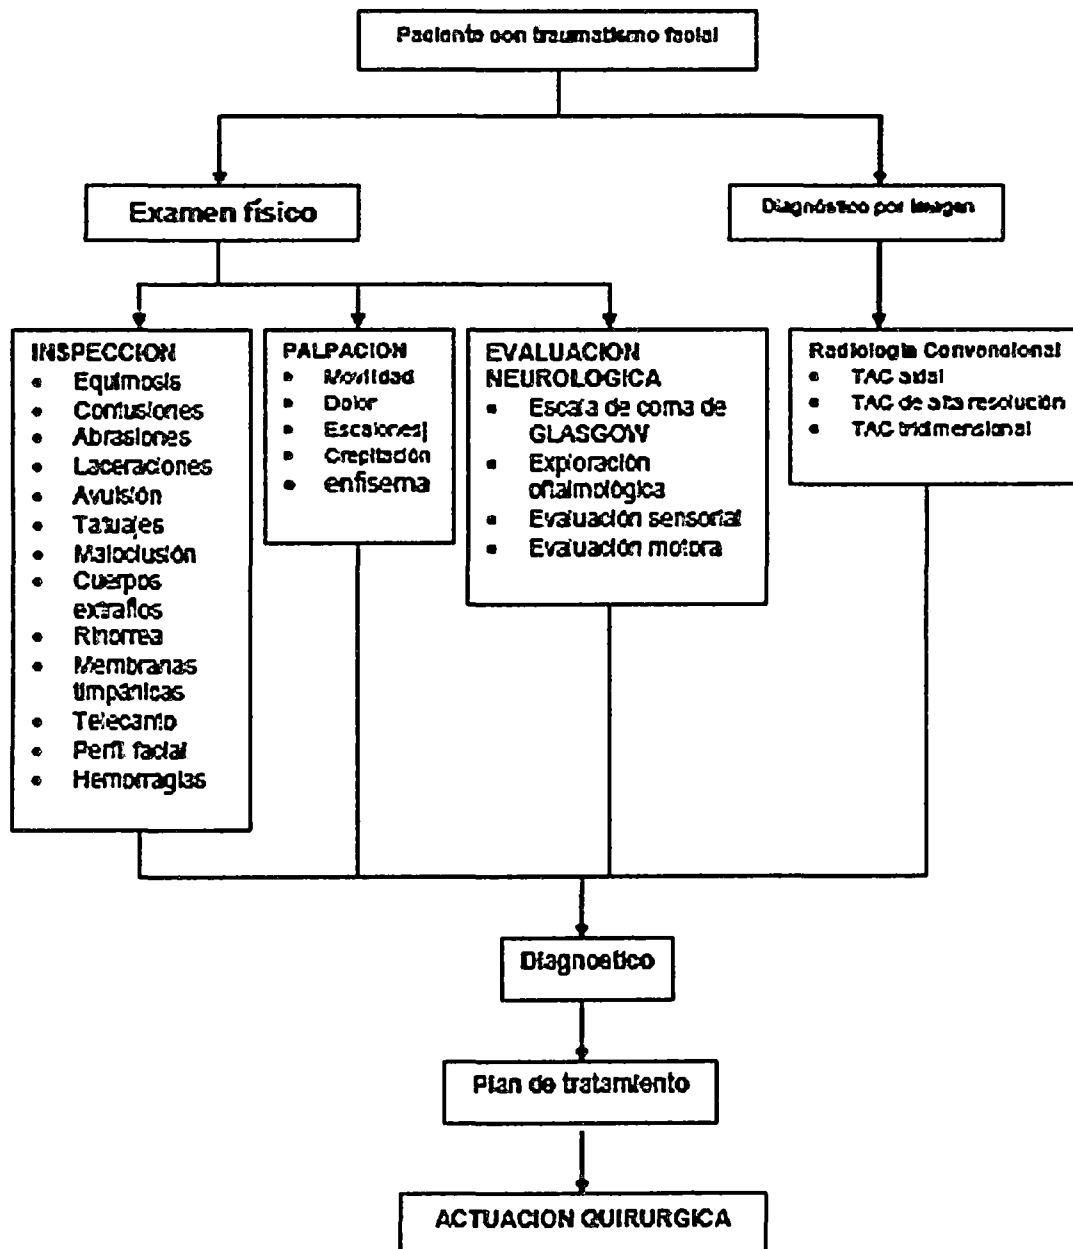 Paciente con traumatismo facial
Examen físico
Diagnóstico por imagen
INSPECCION
• Equimosis
• Contusiones
• Abrasiones
• Laceraciones
• Avulsión
• Tatuajes
• Maloclusión
• Cuerpos
extraños
• Rinorrea
• Membranas
timpánicas
• Telecanto
• Perfil facial
• Hemorragias
PALPACION
• Movilidad
• Dolor
• Escalones|
• Crepitación
• enfisema
EVALUACION
NEUROLOGICA
• Escala de coma de
GLASGOW
• Exploración
oftalmológica
• Evaluación sensorial
• Evaluación motora
Radiología Convencional
• TAC axial
• TAC de alta resolución
• TAC tridimensional
Diagnostico
Plan de tratamiento
ACTUACION QUIRURGICA